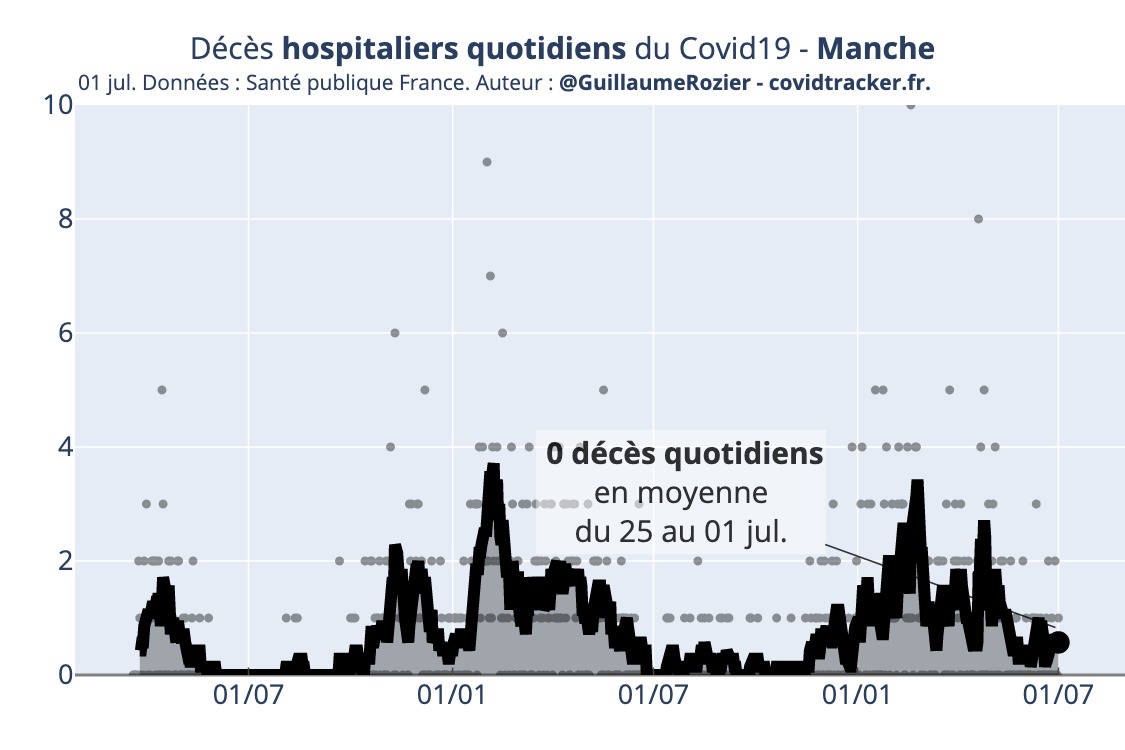 Décès hospitaliers quotidiens du Covid19 - Manche
01 jul. Données : Santé publique France. Auteur : @GuillaumeRozier - covidtracker.fr.
10
8
6
4
2
0
0 décès quotidiens
en moyenne
du 25 au 01 jul.
01/07 01/01 01/07 01/01 01/07